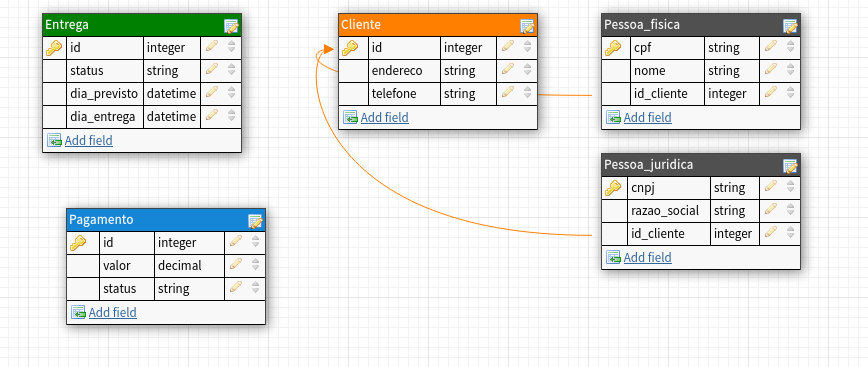 Entrega
id integer
status string
dia_previsto datetime
dia_entrega datetime
Add field
Cliente
id integer
endereco string
telefone string
Add field
Pessoa_fisica
cpf string
nome string
id_cliente integer
Add field
Pessoa_juridica
cnpj string
razao_social string
id_cliente integer
Add field
Pagamento
id integer
valor decimal
status string
Add field